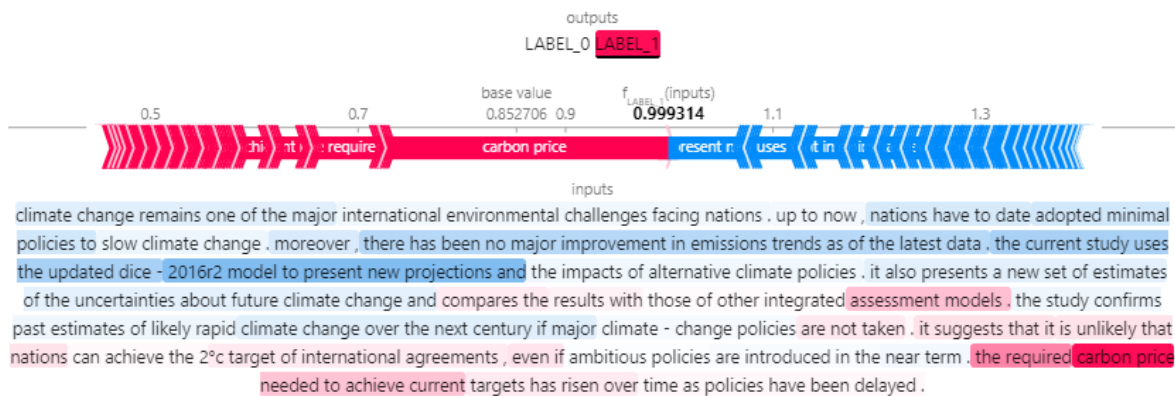 outputs
LABEL_0 LABEL_1
base value f LABEL_1 (inputs)
0.5 0.7 0.852706 0.9 0.999314 1.1 1.3
require carbon price resent uses t in
inputs
climate change remains one of the major international environmental challenges facing nations . up to now , nations have to date adopted minimal
policies to slow climate change . moreover , there has been no major improvement in emissions trends as of the latest data . the current study uses
the updated dice - 2016r2 model to present new projections and the impacts of alternative climate policies . it also presents a new set of estimates
of the uncertainties about future climate change and compares the results with those of other integrated assessment models . the study confirms
past estimates of likely rapid climate change over the next century if major climate - change policies are not taken . it suggests that it is unlikely that
nations can achieve the 2°c target of international agreements , even if ambitious policies are introduced in the near term . the required carbon price
needed to achieve current targets has risen over time as policies have been delayed .